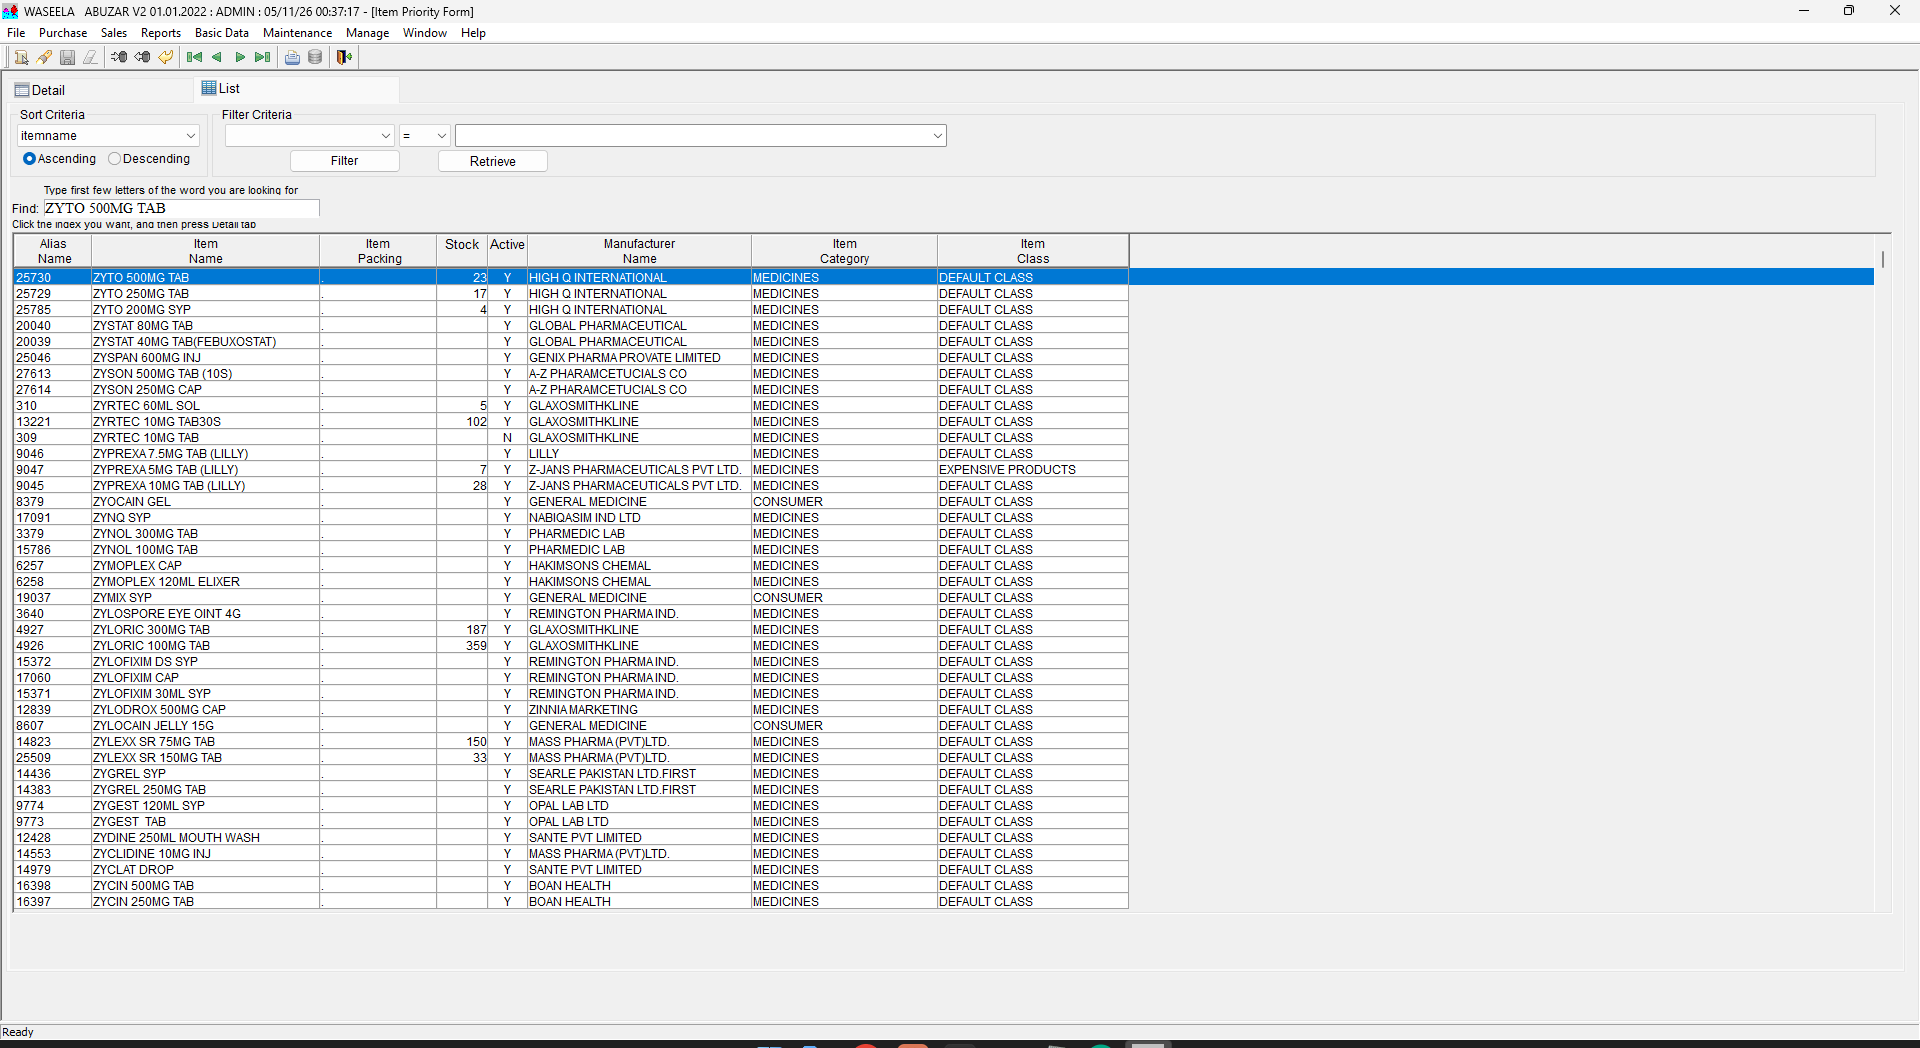 WASEELA   ABUZAR V2 01.01.2022 : ADMIN : 05/11/26 00:37:17 - [Item Priority Form]
File Purchase Sales Reports Basic Data Maintenance Manage Window Help
Detail List
Sort Criteria Filter Criteria
itemname =
Ascending Descending Filter Retrieve
Type first few letters of the word you are looking for
Find: ZYTO 500MG TAB
Click the index you want, and then press Detail tab
Alias Name Item Name Item Packing Stock Active Manufacturer Name Item Category Item Class
25730 ZYTO 500MG TAB . 23 Y HIGH Q INTERNATIONAL MEDICINES DEFAULT CLASS
25729 ZYTO 250MG TAB . 17 Y HIGH Q INTERNATIONAL MEDICINES DEFAULT CLASS
25785 ZYTO 200MG SYP . 4 Y HIGH Q INTERNATIONAL MEDICINES DEFAULT CLASS
20040 ZYSTAT 80MG TAB . Y GLOBAL PHARMACEUTICAL MEDICINES DEFAULT CLASS
20039 ZYSTAT 40MG TAB(FEBUXOSTAT) . Y GLOBAL PHARMACEUTICAL MEDICINES DEFAULT CLASS
25046 ZYSPAN 600MG INJ . Y GENIX PHARMA PROVATE LIMITED MEDICINES DEFAULT CLASS
27613 ZYSON 500MG TAB (10S) . Y A-Z PHARAMCETUCIALS CO MEDICINES DEFAULT CLASS
27614 ZYSON 250MG CAP . Y A-Z PHARAMCETUCIALS CO MEDICINES DEFAULT CLASS
310 ZYRTEC 60ML SOL . 5 Y GLAXOSMITHKLINE MEDICINES DEFAULT CLASS
13221 ZYRTEC 10MG TAB30S . 102 Y GLAXOSMITHKLINE MEDICINES DEFAULT CLASS
309 ZYRTEC 10MG TAB . N GLAXOSMITHKLINE MEDICINES DEFAULT CLASS
9046 ZYPREXA 7.5MG TAB (LILLY) . Y LILLY MEDICINES DEFAULT CLASS
9047 ZYPREXA 5MG TAB (LILLY) . 7 Y Z-JANS PHARMACEUTICALS PVT LTD. MEDICINES EXPENSIVE PRODUCTS
9045 ZYPREXA 10MG TAB (LILLY) . 28 Y Z-JANS PHARMACEUTICALS PVT LTD. MEDICINES DEFAULT CLASS
8379 ZYOCAIN GEL . Y GENERAL MEDICINE CONSUMER DEFAULT CLASS
17091 ZYNQ SYP . Y NABIQASIM IND LTD MEDICINES DEFAULT CLASS
3379 ZYNOL 300MG TAB . Y PHARMEDIC LAB MEDICINES DEFAULT CLASS
15786 ZYNOL 100MG TAB . Y PHARMEDIC LAB MEDICINES DEFAULT CLASS
6257 ZYMOPLEX CAP . Y HAKIMSONS CHEMAL MEDICINES DEFAULT CLASS
6258 ZYMOPLEX 120ML ELIXER . Y HAKIMSONS CHEMAL MEDICINES DEFAULT CLASS
19037 ZYMIX SYP . Y GENERAL MEDICINE CONSUMER DEFAULT CLASS
3640 ZYLOSPORE EYE OINT 4G . Y REMINGTON PHARMA IND. MEDICINES DEFAULT CLASS
4927 ZYLORIC 300MG TAB . 187 Y GLAXOSMITHKLINE MEDICINES DEFAULT CLASS
4926 ZYLORIC 100MG TAB . 359 Y GLAXOSMITHKLINE MEDICINES DEFAULT CLASS
15372 ZYLOFIXIM DS SYP . Y REMINGTON PHARMA IND. MEDICINES DEFAULT CLASS
17060 ZYLOFIXIM CAP . Y REMINGTON PHARMA IND. MEDICINES DEFAULT CLASS
15371 ZYLOFIXIM 30ML SYP . Y REMINGTON PHARMA IND. MEDICINES DEFAULT CLASS
12839 ZYLODROX 500MG CAP . Y ZINNIA MARKETING MEDICINES DEFAULT CLASS
8607 ZYLOCAIN JELLY 15G . Y GENERAL MEDICINE CONSUMER DEFAULT CLASS
14823 ZYLEXX SR 75MG TAB . 150 Y MASS PHARMA (PVT)LTD. MEDICINES DEFAULT CLASS
25509 ZYLEXX SR 150MG TAB . 33 Y MASS PHARMA (PVT)LTD. MEDICINES DEFAULT CLASS
14436 ZYGREL SYP . Y SEARLE PAKISTAN LTD.FIRST MEDICINES DEFAULT CLASS
14383 ZYGREL 250MG TAB . Y SEARLE PAKISTAN LTD.FIRST MEDICINES DEFAULT CLASS
9774 ZYGEST 120ML SYP . Y OPAL LAB LTD MEDICINES DEFAULT CLASS
9773 ZYGEST  TAB . Y OPAL LAB LTD MEDICINES DEFAULT CLASS
12428 ZYDINE 250ML MOUTH WASH . Y SANTE PVT LIMITED MEDICINES DEFAULT CLASS
14553 ZYCLIDINE 10MG INJ . Y MASS PHARMA (PVT)LTD. MEDICINES DEFAULT CLASS
14979 ZYCLAT DROP . Y SANTE PVT LIMITED MEDICINES DEFAULT CLASS
16398 ZYCIN 500MG TAB . Y BOAN HEALTH MEDICINES DEFAULT CLASS
16397 ZYCIN 250MG TAB . Y BOAN HEALTH MEDICINES DEFAULT CLASS
Ready